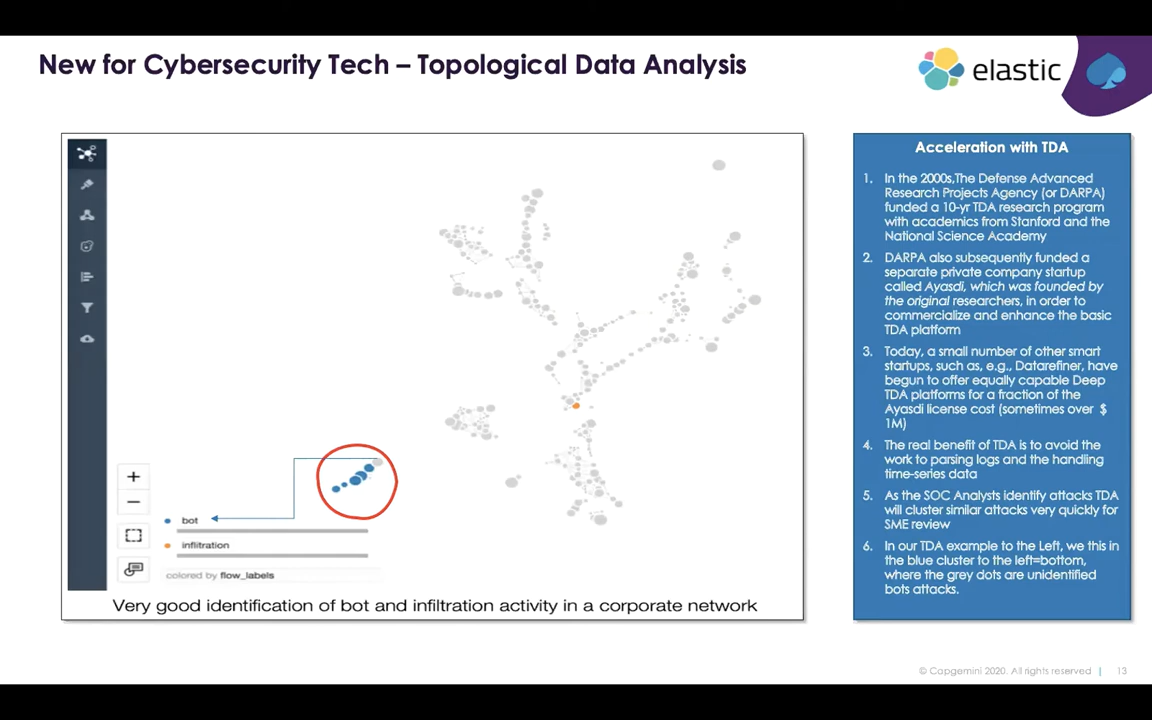 New for Cybersecurity Tech – Topological Data Analysis
elastic
bot
infiltration
colored by flow_labels
Very good identification of bot and infiltration activity in a corporate network
Acceleration with TDA
1. In the 2000s,The Defense Advanced
Research Projects Agency (or DARPA)
funded a 10-yr TDA research program
with academics from Stanford and the
National Science Academy
2. DARPA also subsequently funded a
separate private company startup
called Ayasdi, which was founded by
the original researchers, in order to
commercialize and enhance the basic
TDA platform
3. Today, a small number of other smart
startups, such as, e.g., Datarefiner, have
begun to offer equally capable Deep
TDA platforms for a fraction of the
Ayasdi license cost (sometimes over $
1M)
4. The real benefit of TDA is to avoid the
work to parsing logs and the handling
time-series data
5. As the SOC Analysts identify attacks TDA
will cluster similar attacks very quickly for
SME review
6. In our TDA example to the Left, we this in
the blue cluster to the left=bottom,
where the grey dots are unidentified
bots attacks.
© Capgemini 2020. All rights reserved | 13